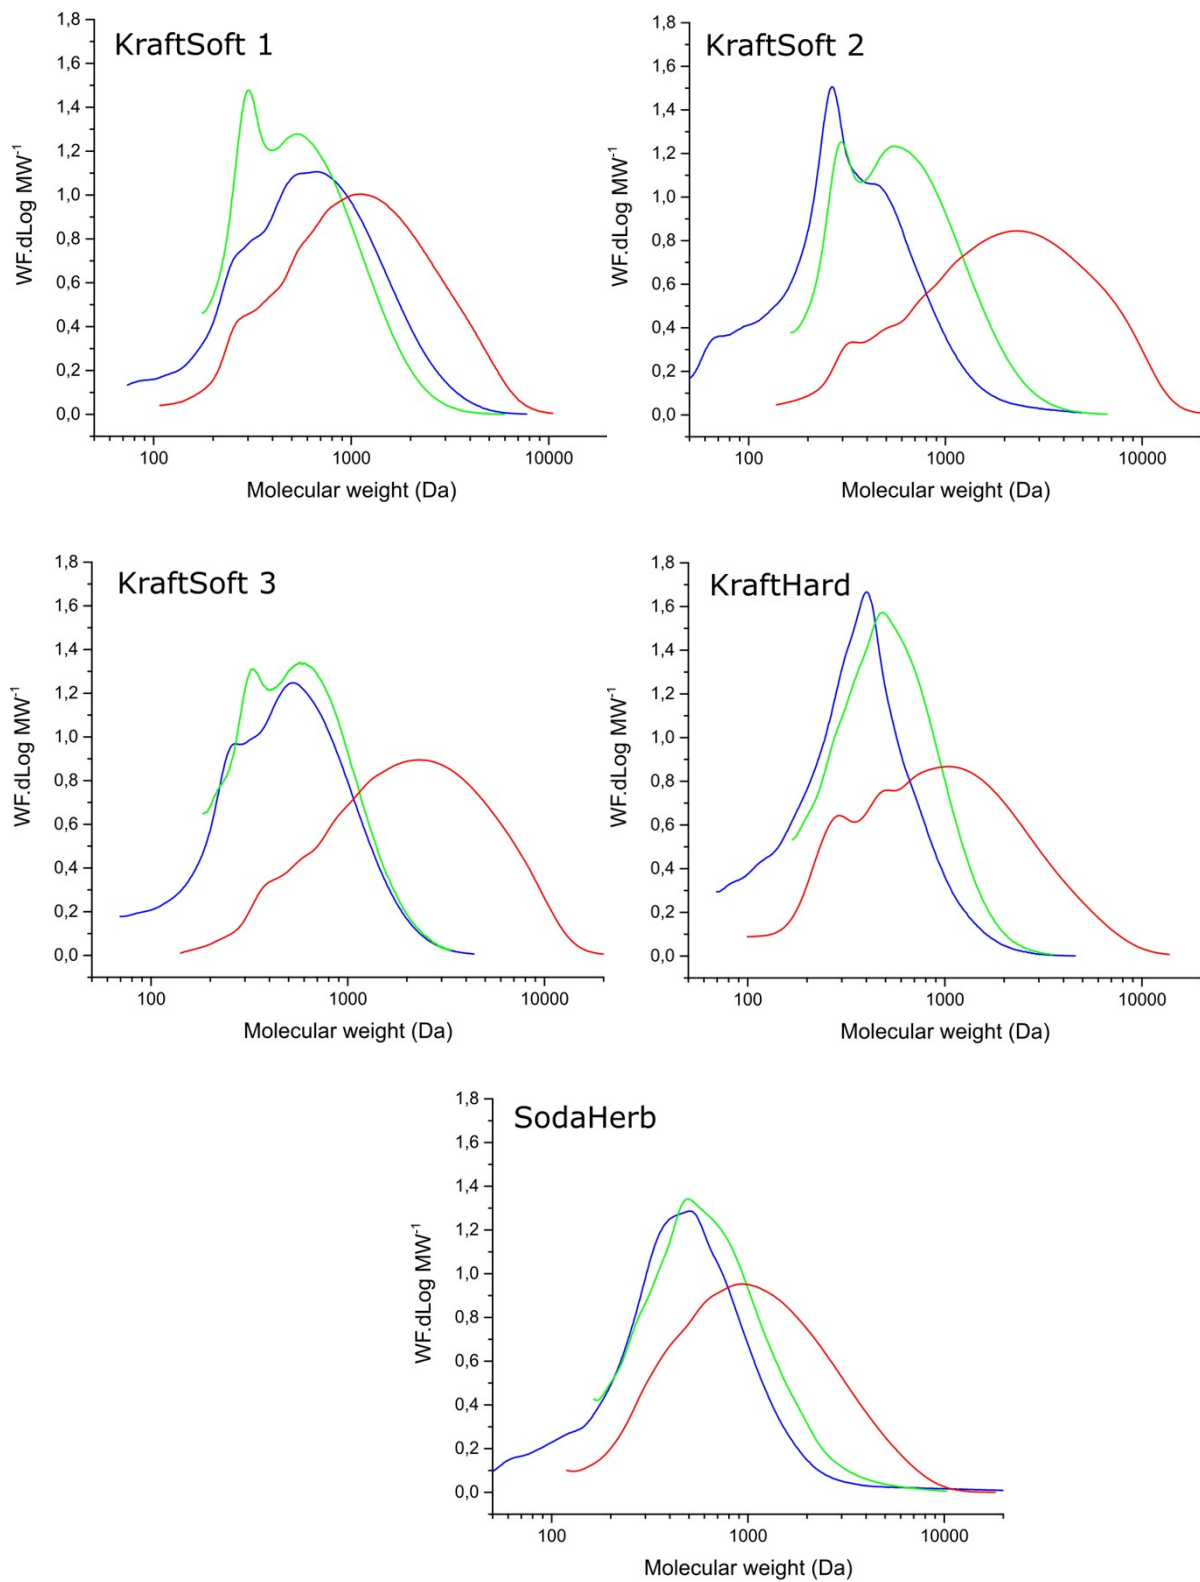 KraftSoft 1
1,8
1,6
1,4
1,2
1,0
0,8
0,6
0,4
0,2
0,0
WF.dLog MW⁻¹
100 1000 10000
Molecular weight (Da)
KraftSoft 2
1,8
1,6
1,4
1,2
1,0
0,8
0,6
0,4
0,2
0,0
WF.dLog MW⁻¹
100 1000 10000
Molecular weight (Da)
KraftSoft 3
1,8
1,6
1,4
1,2
1,0
0,8
0,6
0,4
0,2
0,0
WF.dLog MW⁻¹
100 1000 10000
Molecular weight (Da)
KraftHard
1,8
1,6
1,4
1,2
1,0
0,8
0,6
0,4
0,2
0,0
WF.dLog MW⁻¹
100 1000 10000
Molecular weight (Da)
SodaHerb
1,8
1,6
1,4
1,2
1,0
0,8
0,6
0,4
0,2
0,0
WF.dLog MW⁻¹
100 1000 10000
Molecular weight (Da)